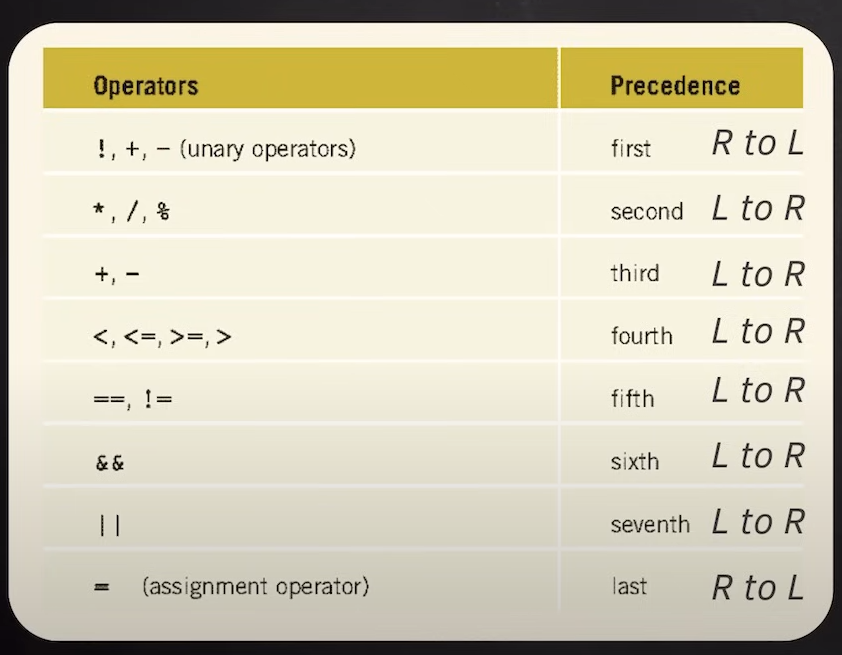 Operators Precedence
!, +, - (unary operators) first R to L
*, /, % second L to R
+, - third L to R
<, <=, >=, > fourth L to R
==, != fifth L to R
&& sixth L to R
|| seventh L to R
= (assignment operator) last R to L